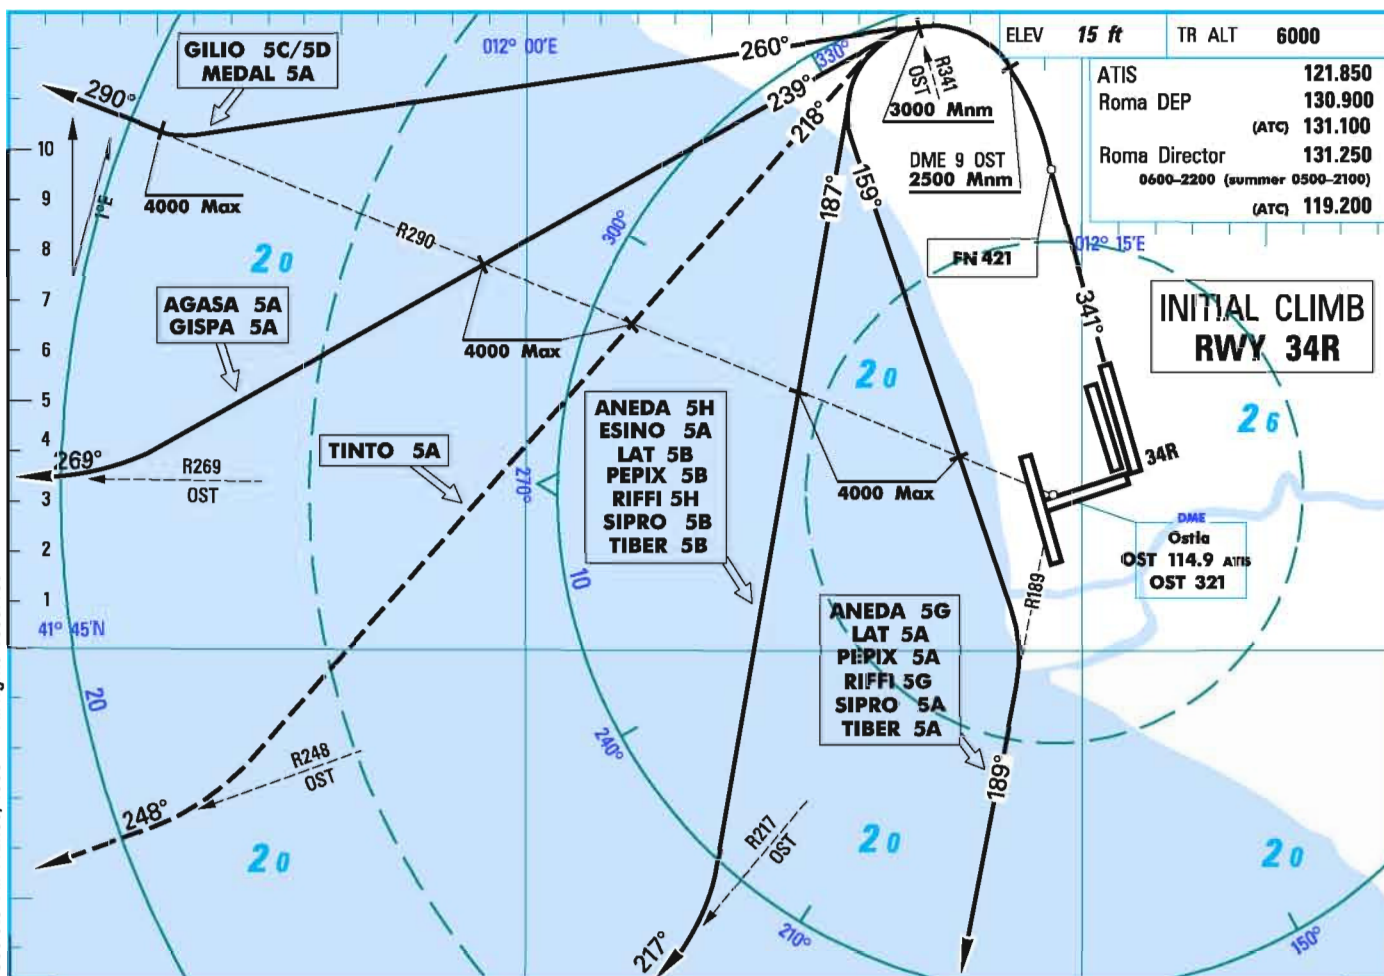 ELEV 15 ft
TR ALT 6000
ATIS 121.850
Roma DEP 130.900
(ATC) 131.100
Roma Director 131.250
0600–2200 (summer 0500–2100)
(ATC) 119.200
INITIAL CLIMB
RWY 34R
GILIO 5C/5D
MEDAL 5A
012° 00'E
260°
330°
239°
218°
R341
OST
3000 Mnm
DME 9 OST
2500 Mnm
290°
4000 Max
1°E
10
9
8
7
6
5
4
3
2
1
R290
300°
187°
159°
FN 421
012° 15'E
341°
20
AGASA 5A
GISPA 5A
4000 Max
20
26
ANEDA 5H
ESINO 5A
LAT 5B
PEPIX 5B
RIFFI 5H
SIPRO 5B
TIBER 5B
TINTO 5A
269°
R269
OST
270°
4000 Max
34R
DME
Ostia
OST 114.9 ATIS
OST 321
10
R189
41° 45'N
ANEDA 5G
LAT 5A
PEPIX 5A
RIFFI 5G
SIPRO 5A
TIBER 5A
20
240°
R248
OST
248°
189°
20
R217
OST
20
20
217°
210°
150°